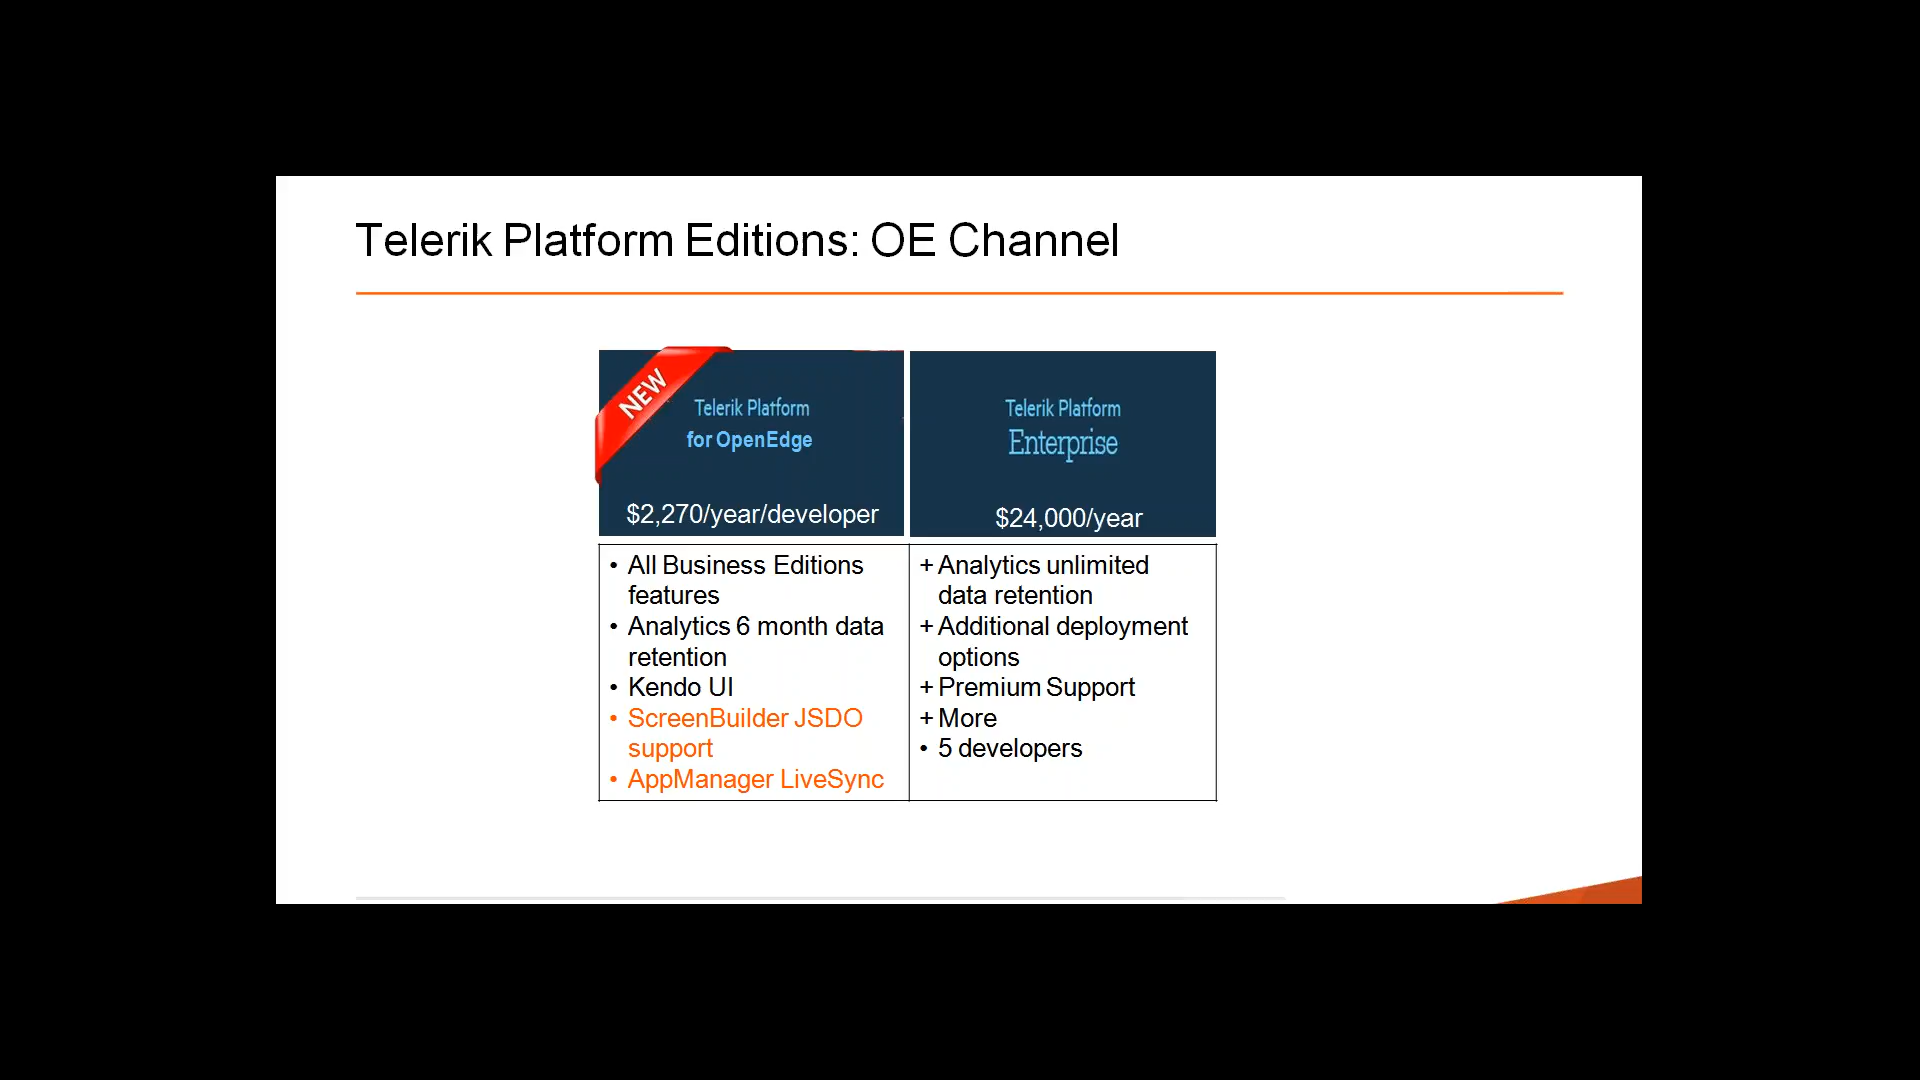 Telerik Platform Editions: OE Channel
NEW
Telerik Platform
for OpenEdge
$2,270/year/developer
Telerik Platform
Enterprise
$24,000/year
• All Business Editions
features
• Analytics 6 month data
retention
• Kendo UI
• ScreenBuilder JSDO
support
• AppManager LiveSync
+ Analytics unlimited
data retention
+ Additional deployment
options
+ Premium Support
+ More
• 5 developers